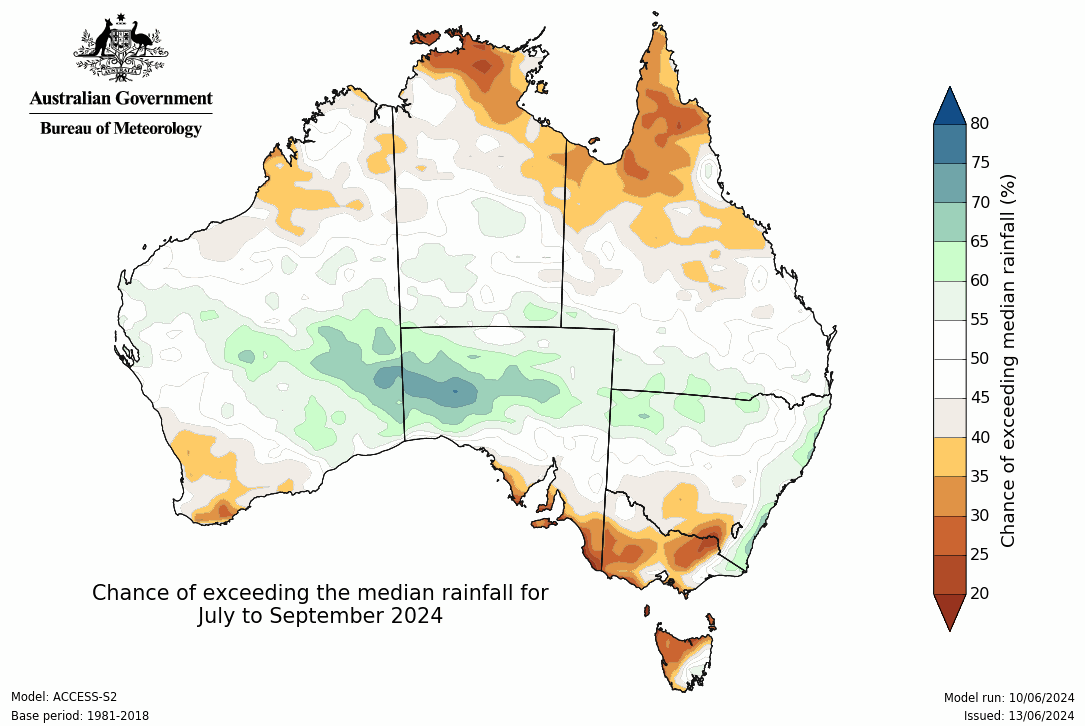 Australian Government
Bureau of Meteorology
80
75
70
65
60
55
50
45
40
35
30
25
20
Chance of exceeding median rainfall (%)
Chance of exceeding the median rainfall for
July to September 2024
Model: ACCESS-S2
Base period: 1981-2018
Model run: 10/06/2024
Issued: 13/06/2024